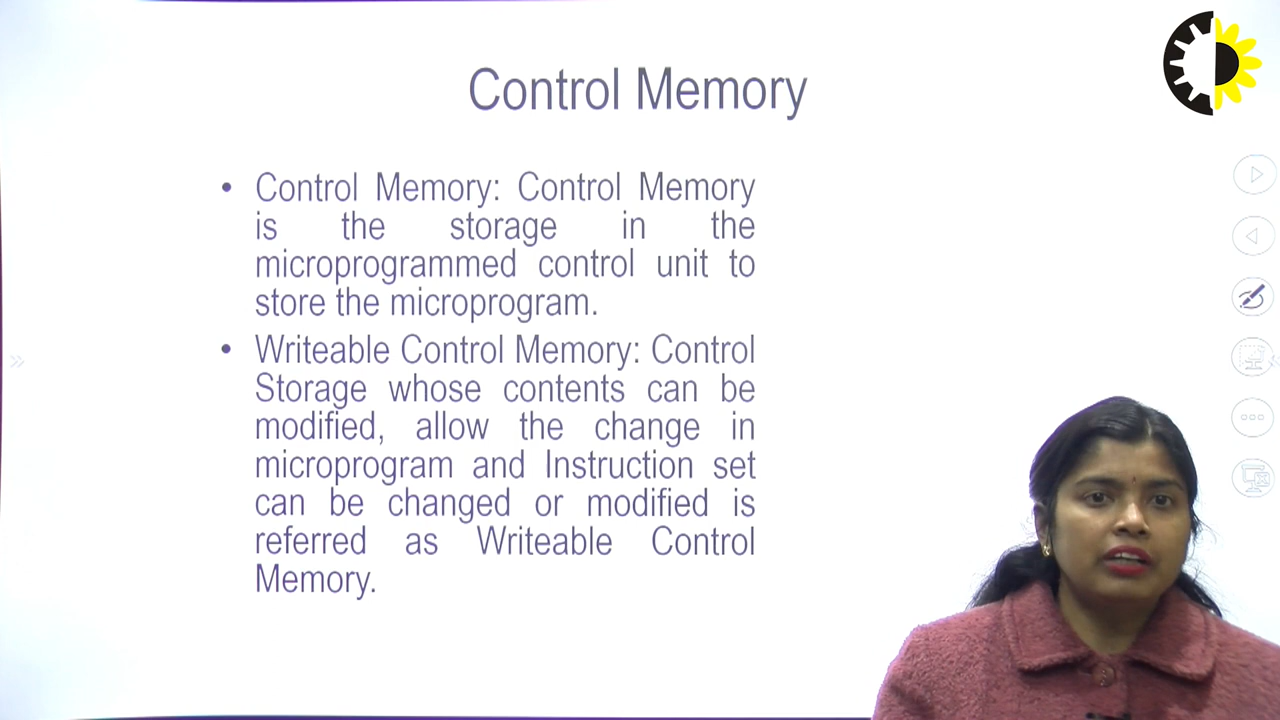 Control Memory
• Control Memory: Control Memory
is the storage in the
microprogrammed control unit to
store the microprogram.
• Writeable Control Memory: Control
Storage whose contents can be
modified, allow the change in
microprogram and Instruction set
can be changed or modified is
referred as Writeable Control
Memory.